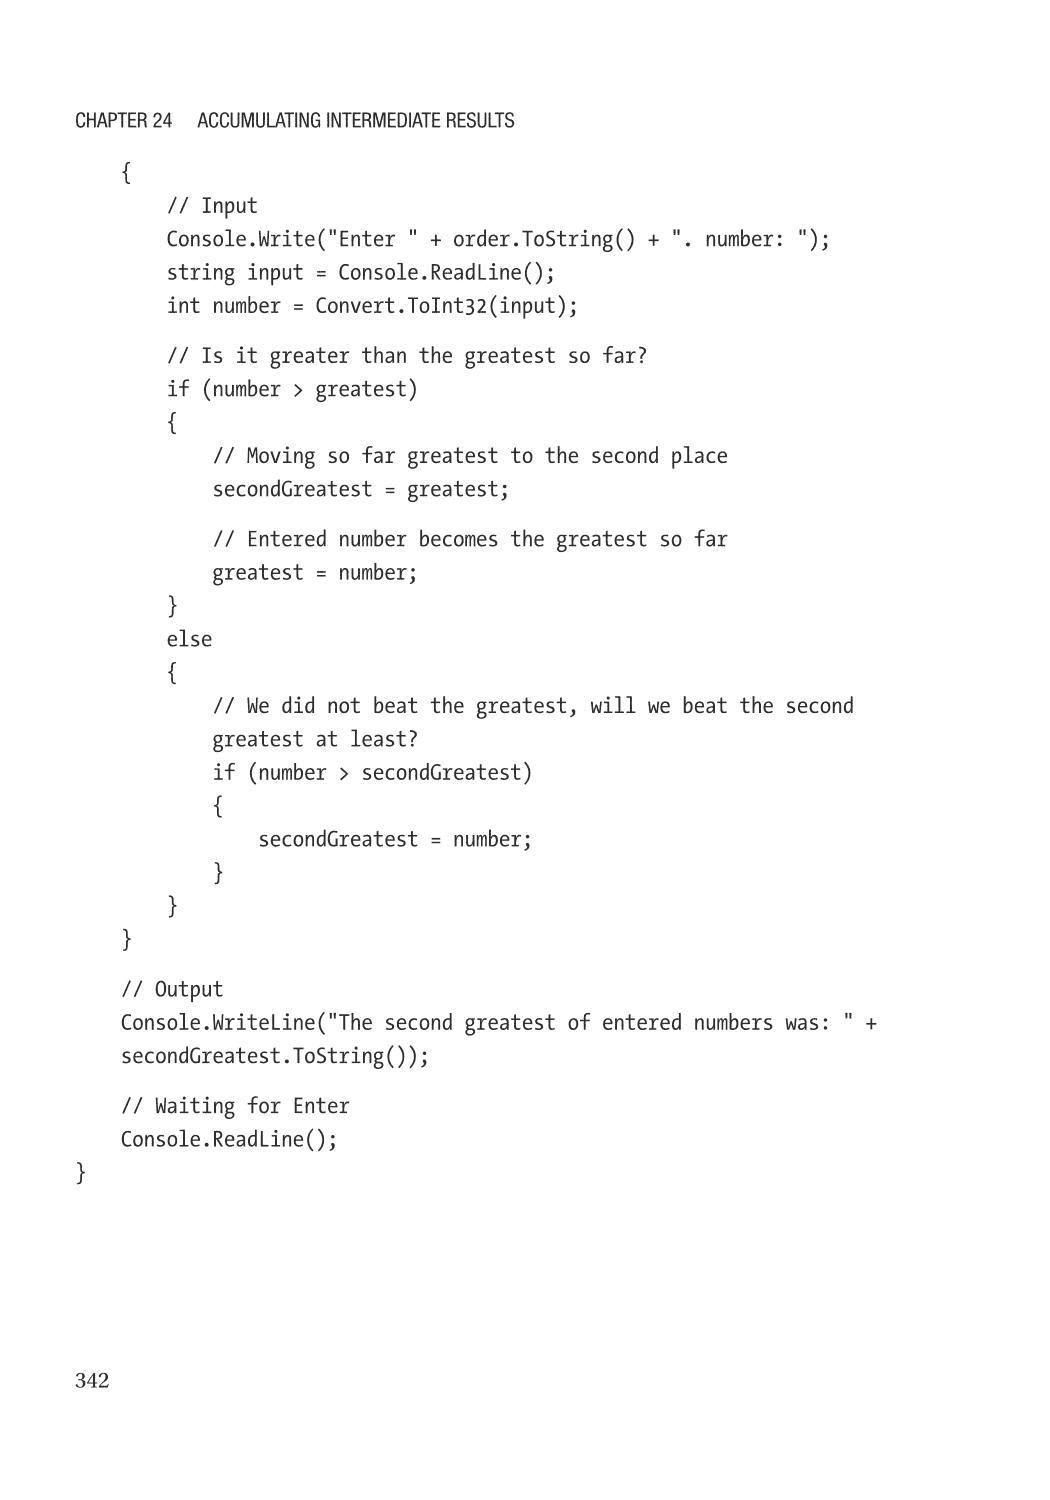 CHAPTER 24 ACCUMULATING INTERMEDIATE RESULTS
{
// Input
Console.Write("Enter " + order.ToString() + ". number: ");
string input = Console.ReadLine();
int number = Convert.ToInt32(input);
// Is it greater than the greatest so far?
if (number > greatest)
{
// Moving so far greatest to the second place
secondGreatest = greatest;
// Entered number becomes the greatest so far
greatest = number;
}
else
{
// We did not beat the greatest, will we beat the second
greatest at least?
if (number > secondGreatest)
{
secondGreatest = number;
}
}
}
// Output
Console.WriteLine("The second greatest of entered numbers was: " +
secondGreatest.ToString());
// Waiting for Enter
Console.ReadLine();
}
342